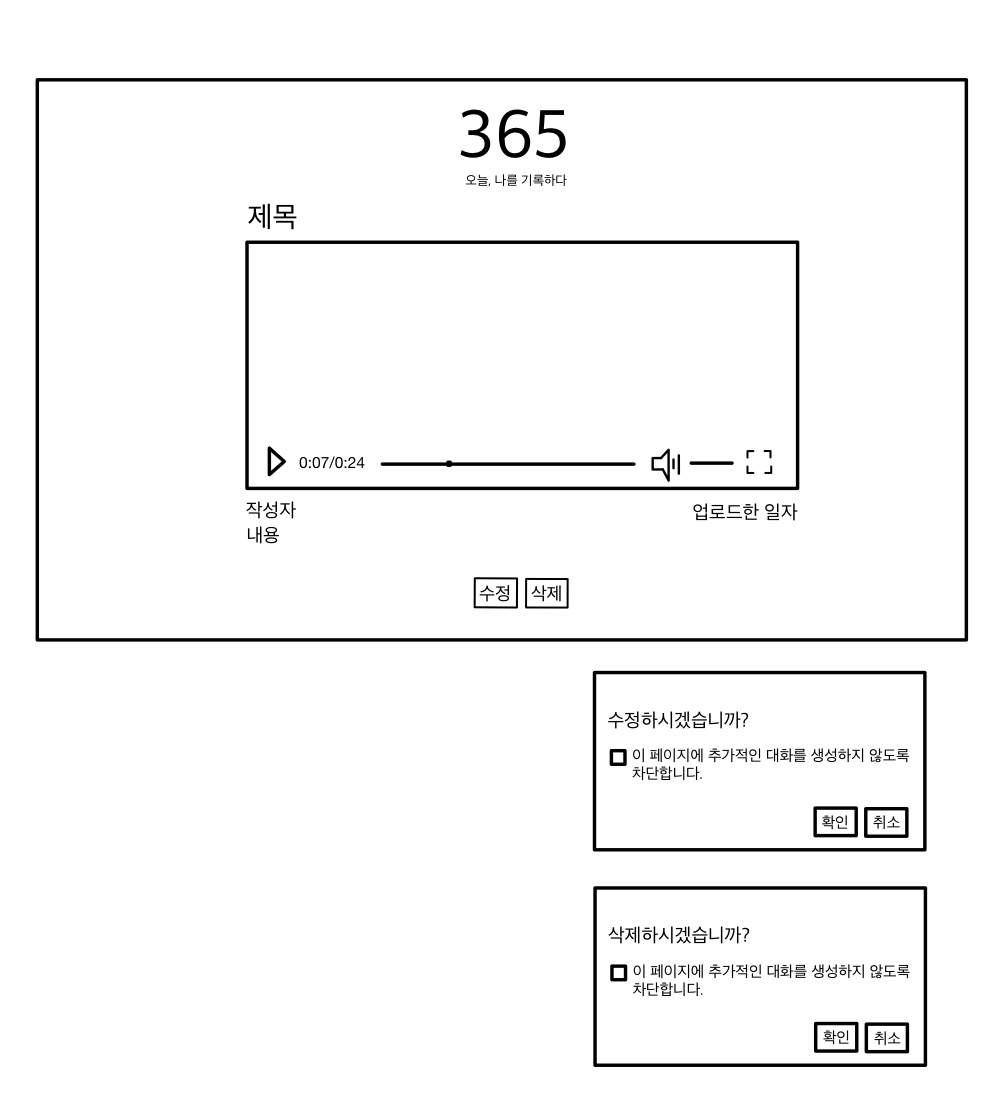 365
오늘, 나를 기록하다
제목
0:07/0:24
작성자
업로드한 일자
내용
수정
삭제
수정하시겠습니까?
이 페이지에 추가적인 대화를 생성하지 않도록
차단합니다.
확인
취소
삭제하시겠습니까?
이 페이지에 추가적인 대화를 생성하지 않도록
차단합니다.
확인
취소